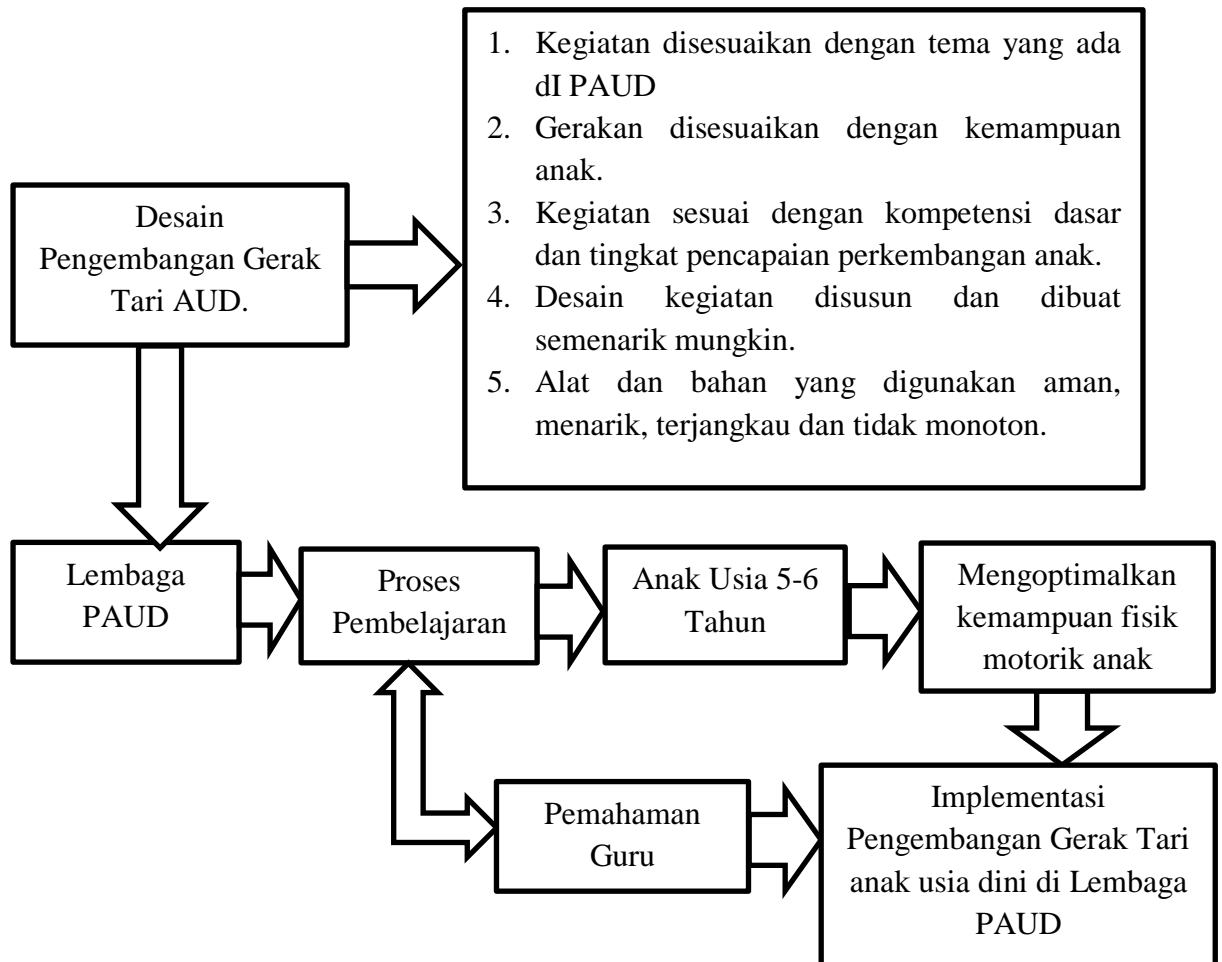 1. Kegiatan disesuaikan dengan tema yang ada
dI PAUD
2. Gerakan disesuaikan dengan kemampuan
anak.
3. Kegiatan sesuai dengan kompetensi dasar
dan tingkat pencapaian perkembangan anak.
4. Desain kegiatan disusun dan dibuat
semenarik mungkin.
5. Alat dan bahan yang digunakan aman,
menarik, terjangkau dan tidak monoton.
Desain
Pengembangan Gerak
Tari AUD.
Lembaga
PAUD
Proses
Pembelajaran
Anak Usia 5-6
Tahun
Mengoptimalkan
kemampuan fisik
motorik anak
Pemahaman
Guru
Implementasi
Pengembangan Gerak Tari
anak usia dini di Lembaga
PAUD